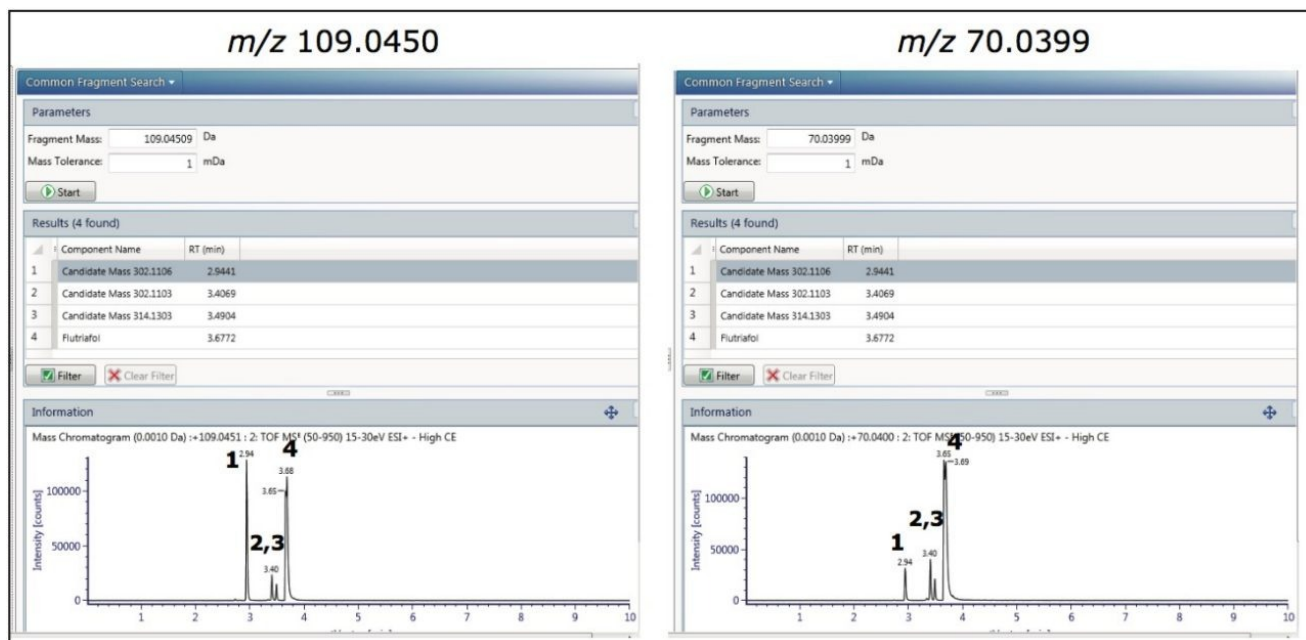 m/z 109.0450
Common Fragment Search
Parameters
Fragment Mass: 109.04509 Da
Mass Tolerance: 1 mDa
Start
Results (4 found)
Component Name RT (min)
1 Candidate Mass 302.1106 2.9441
2 Candidate Mass 302.1103 3.4069
3 Candidate Mass 314.1303 3.4904
4 Flutriafol 3.6772
Filter Clear Filter
Information
Mass Chromatogram (0.0010 Da) :+109.0451 : 2: TOF MSᴱ (50-950) 15-30eV ESI+ - High CE
Intensity [counts]
100000
50000
0
1
2.94
4
3.68
3.65
2,3
3.40
1 2 3 4 5 6 7 8 9 10
m/z 70.0399
Common Fragment Search
Parameters
Fragment Mass: 70.03999 Da
Mass Tolerance: 1 mDa
Start
Results (4 found)
Component Name RT (min)
1 Candidate Mass 302.1106 2.9441
2 Candidate Mass 302.1103 3.4069
3 Candidate Mass 314.1303 3.4904
4 Flutriafol 3.6772
Filter Clear Filter
Information
Mass Chromatogram (0.0010 Da) :+70.0400 : 2: TOF (50-950) 15-30eV ESI+ - High CE
Intensity [counts]
100000
50000
0
4
3.65
3.69
2,3
1
3.40
2.94
1 2 3 4 5 6 7 8 9 10